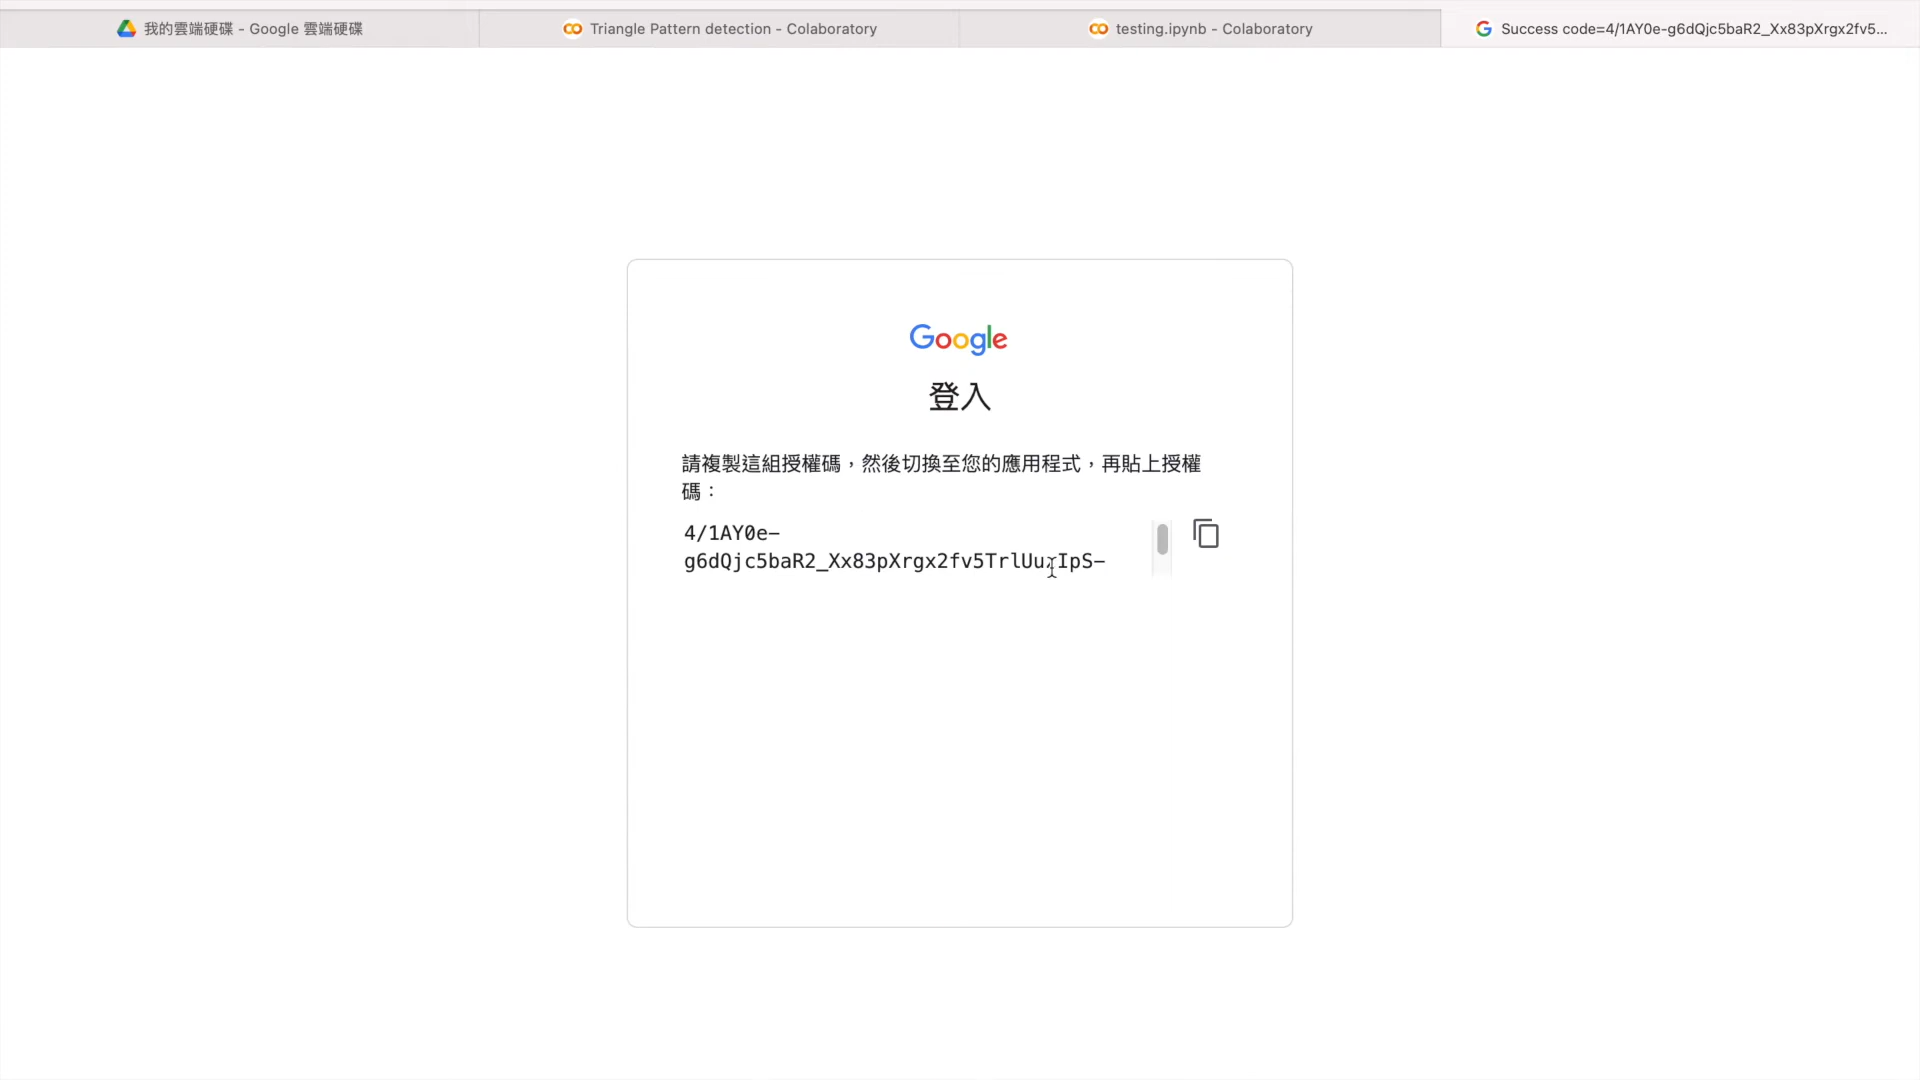 我的雲端硬碟 - Google 雲端硬碟
Triangle Pattern detection - Colaboratory
testing.ipynb - Colaboratory
Success code=4/1AY0e-g6dQjc5baR2_Xx83pXrgx2fv5...
Google
登入
請複製這組授權碼，然後切換至您的應用程式，再貼上授權
碼：
4/1AY0e-
g6dQjc5baR2_Xx83pXrgx2fv5TrlUuzIpS-